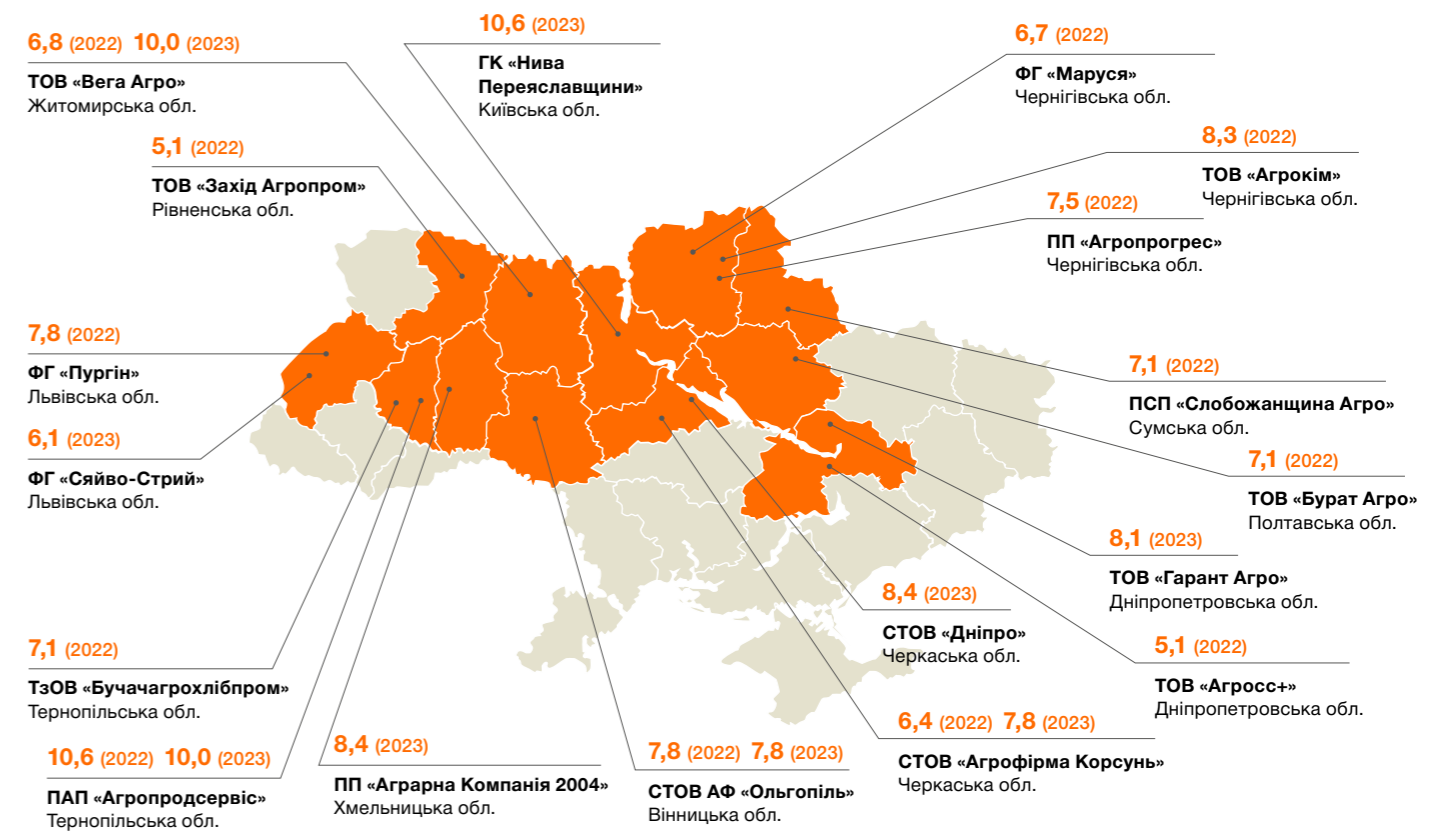 6,8 (2022) 10,0 (2023)
ТОВ «Вега Агро»
Житомирська обл.
10,6 (2023)
ГК «Нива
Переяславщини»
Київська обл.
6,7 (2022)
ФГ «Маруся»
Чернігівська обл.
5,1 (2022)
ТОВ «Захід Агропром»
Рівненська обл.
8,3 (2022)
ТОВ «Агрокім»
Чернігівська обл.
7,5 (2022)
ПП «Агропрогрес»
Чернігівська обл.
7,8 (2022)
ФГ «Пургін»
Львівська обл.
6,1 (2023)
ФГ «Сяйво-Стрий»
Львівська обл.
7,1 (2022)
ПСП «Слобожанщина Агро»
Сумська обл.
7,1 (2022)
ТОВ «Бурат Агро»
Полтавська обл.
8,1 (2023)
ТОВ «Гарант Агро»
Дніпропетровська обл.
8,4 (2023)
СТОВ «Дніпро»
Черкаська обл.
5,1 (2022)
ТОВ «Агросс+»
Дніпропетровська обл.
7,1 (2022)
ТзОВ «Бучачагрохлібпром»
Тернопільська обл.
10,6 (2022) 10,0 (2023)
ПАП «Агропродсервіс»
Тернопільська обл.
8,4 (2023)
ПП «Аграрна Компанія 2004»
Хмельницька обл.
7,8 (2022) 7,8 (2023)
СТОВ АФ «Ольгопіль»
Вінницька обл.
6,4 (2022) 7,8 (2023)
СТОВ «Агрофірма Корсунь»
Черкаська обл.